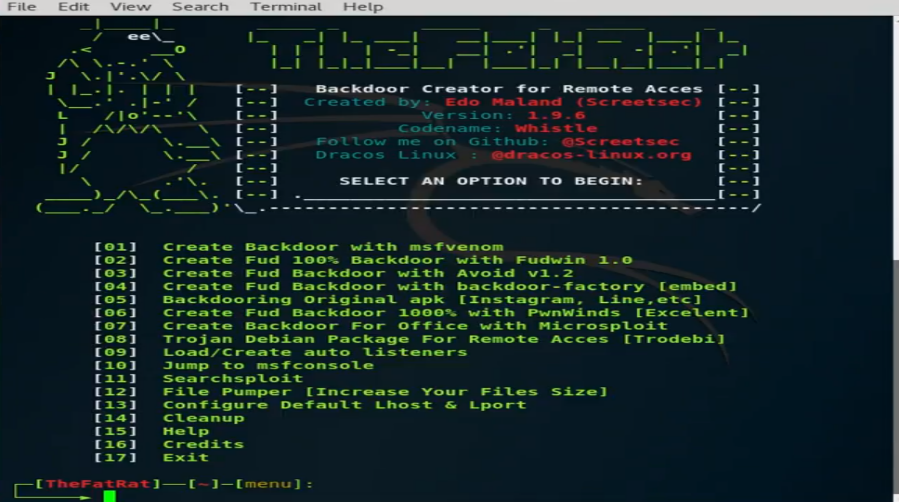 File Edit View Search Terminal Help
TheFatRat
[--] Backdoor Creator for Remote Acces [--]
[--] Created by: Edo Maland (Screetsec) [--]
[--] Version: 1.9.6 [--]
[--] Codename: Whistle [--]
[--] Follow me on Github: @Screetsec [--]
[--] Dracos Linux : @dracos-linux.org [--]
[--] [--]
[--] SELECT AN OPTION TO BEGIN: [--]
[01] Create Backdoor with msfvenom
[02] Create Fud 100% Backdoor with Fudwin 1.0
[03] Create Fud Backdoor with Avoid v1.2
[04] Create Fud Backdoor with backdoor-factory [embed]
[05] Backdooring Original apk [Instagram, Line,etc]
[06] Create Fud Backdoor 1000% with PwnWinds [Excelent]
[07] Create Backdoor For Office with Microsploit
[08] Trojan Debian Package For Remote Acces [Trodebi]
[09] Load/Create auto listeners
[10] Jump to msfconsole
[11] Searchsploit
[12] File Pumper [Increase Your Files Size]
[13] Configure Default Lhost & Lport
[14] Cleanup
[15] Help
[16] Credits
[17] Exit
[TheFatRat]—[~]—[menu]: